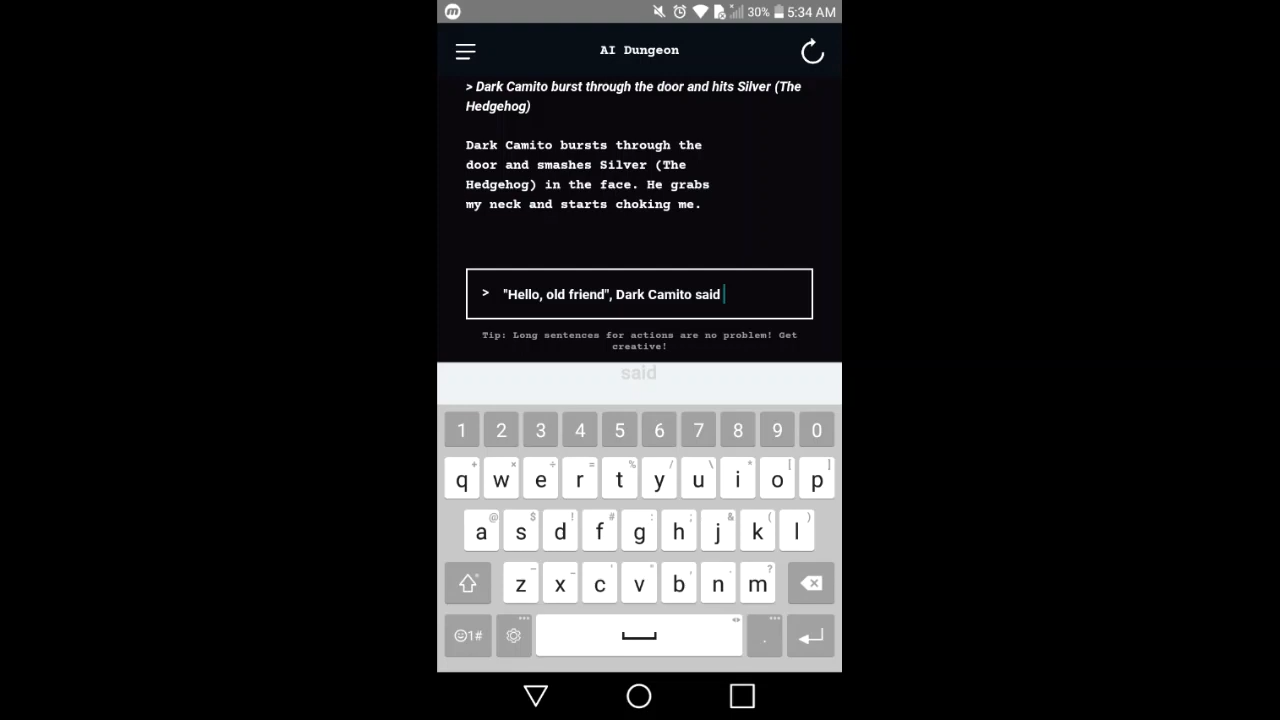 30% 5:34 AM
AI Dungeon
> Dark Camito burst through the door and hits Silver (The
Hedgehog)
Dark Camito bursts through the
door and smashes Silver (The
Hedgehog) in the face. He grabs
my neck and starts choking me.
> "Hello, old friend", Dark Camito said
Tip: Long sentences for actions are no problem! Get
creative!
said
1 2 3 4 5 6 7 8 9 0
q w e r t y u i o p
a s d f g h j k l
z x c v b n m
1# .